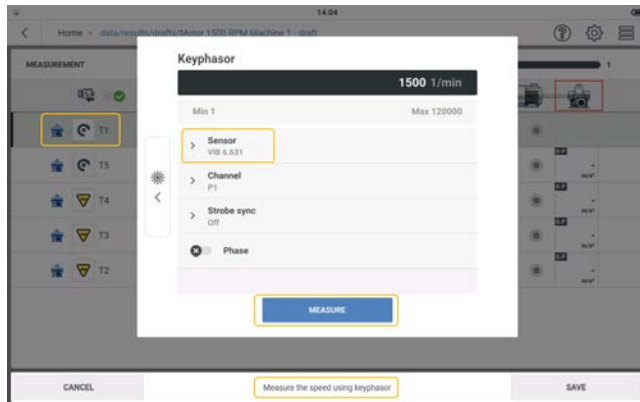 14.04
Home › data/results/drafts/Motor 1500 RPM Machine 1 - draft
MEASUREMENT
1
Keyphasor
1500 1/min
Min 1
Max 120000
Sensor
VIB 6.631
Channel
P1
Strobe sync
Off
Phase
MEASURE
T1
T5
T4
T3
T2
CANCEL
Measure the speed using keyphasor
SAVE